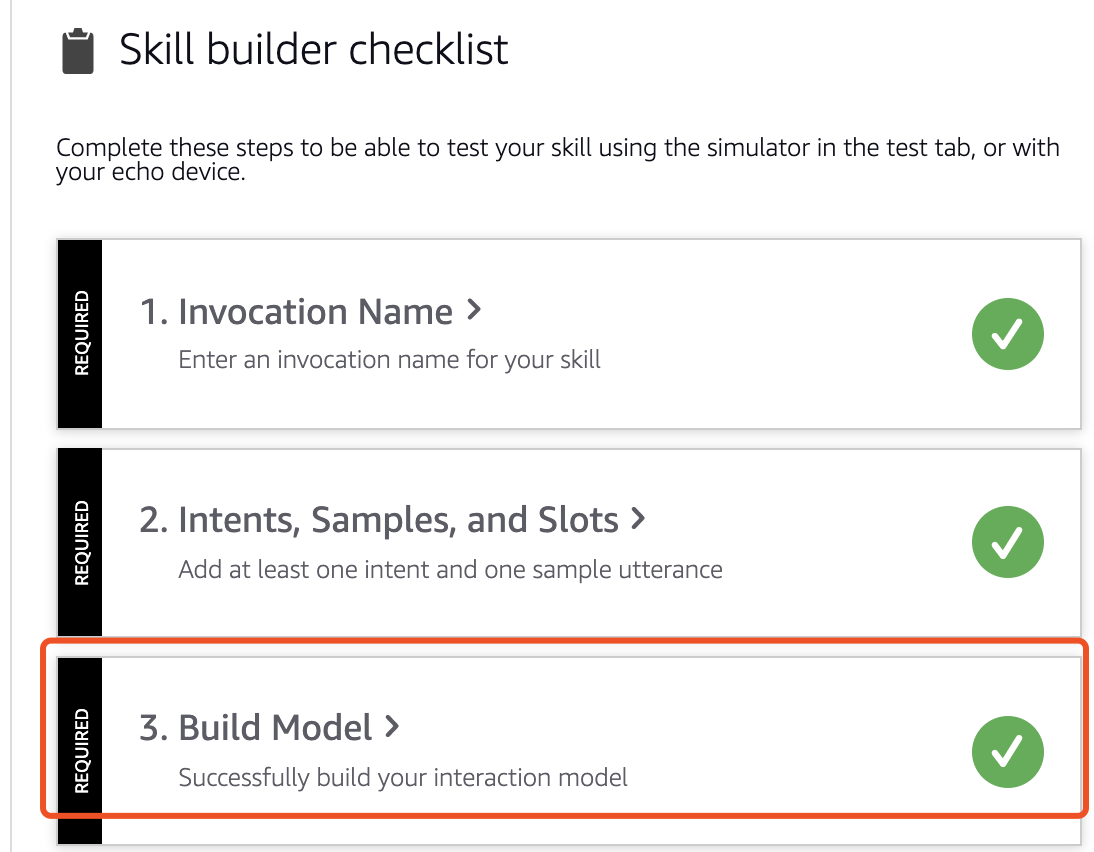 Skill builder checklist
Complete these steps to be able to test your skill using the simulator in the test tab, or with
your echo device.
REQUIRED
1. Invocation Name >
Enter an invocation name for your skill
REQUIRED
2. Intents, Samples, and Slots >
Add at least one intent and one sample utterance
REQUIRED
3. Build Model >
Successfully build your interaction model